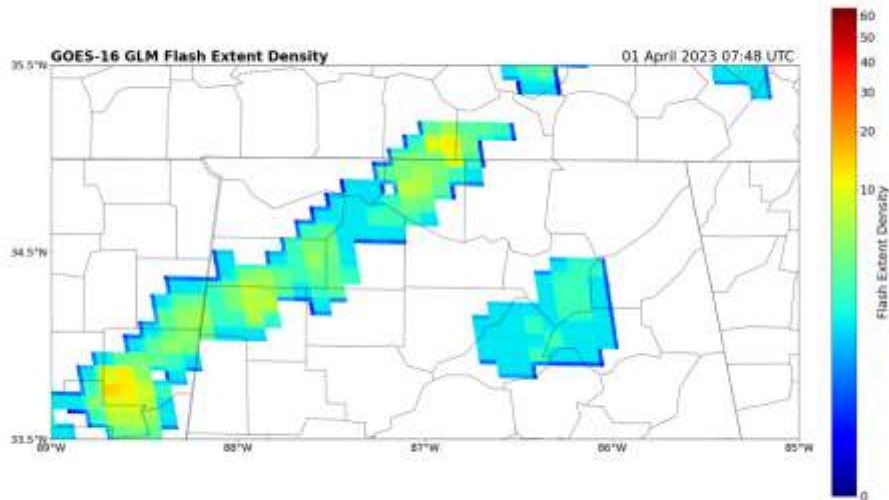 GOES-16 GLM Flash Extent Density 01 April 2023 07:48 UTC
35.5°N
34.5°N
33.5°N
89°W 88°W 87°W 86°W 85°W
60
50
40
30
20
10
0
Flash Extent Density